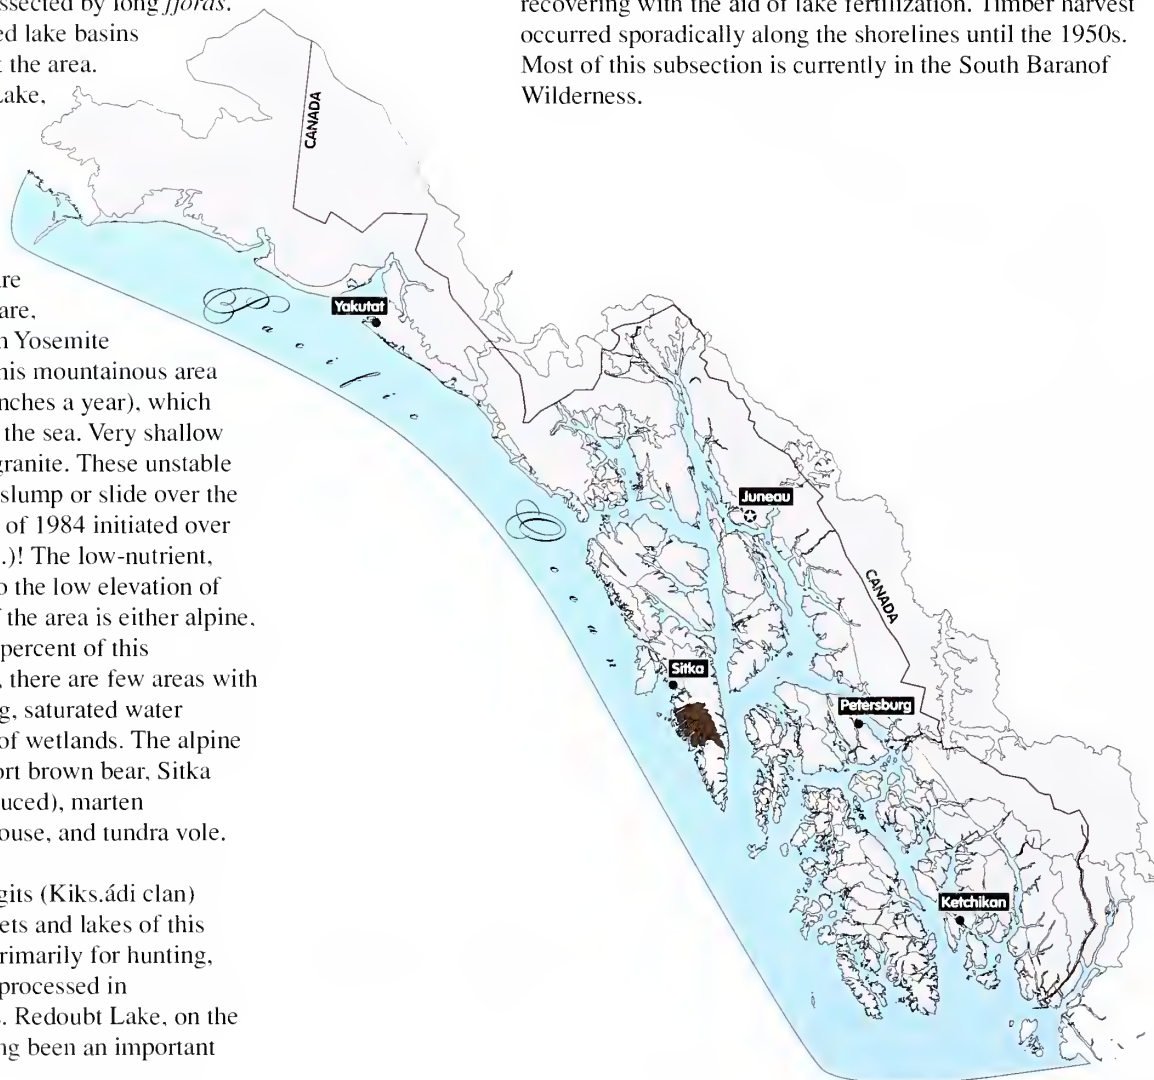 ssected by long fjords.
ed lake basins
the area.
ake,
re
are,
n Yosemite
his mountainous area
nches a year), which
the sea. Very shallow
granite. These unstable
slump or slide over the
of 1984 initiated over
.)! The low-nutrient,
o the low elevation of
f the area is either alpine,
percent of this
, there are few areas with
g, saturated water
of wetlands. The alpine
ort brown bear, Sitka
uced), marten
ouse, and tundra vole.
gits (Kiks.ádi clan)
ets and lakes of this
rimarily for hunting,
processed in
. Redoubt Lake, on the
ng been an important
recovering with the aid of lake fertilization. Timber harvest
occurred sporadically along the shorelines until the 1950s.
Most of this subsection is currently in the South Baranof
Wilderness.
CANADA
Yakutat
Pacific
Juneau
Ocean
CANADA
Sitka
Petersburg
Ketchikan